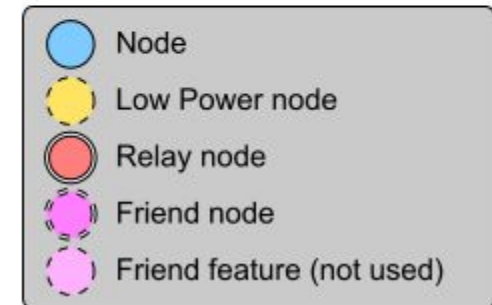 Node
Low Power node
Relay node
Friend node
Friend feature (not used)